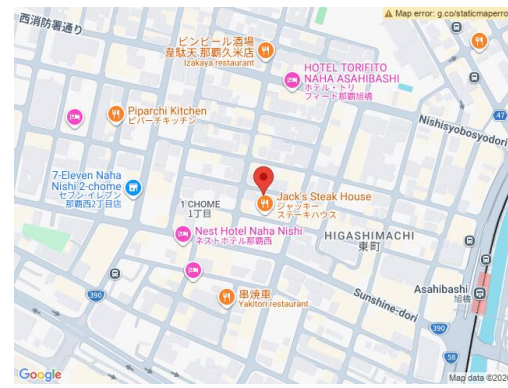 西消防署通り
Map error: g.co/staticmaperro
ビンビール酒場
韋駄天 那覇久米店
Izakaya restaurant
HOTEL TORIFITO
NAHA ASAHIBASHI
ホテル・トリ
フィート那覇旭橋
Piparchi Kitchen
ピパーチキッチン
Nishisyobosyodori
47
7-Eleven Naha
Nishi 2-chome
セブン-イレブン
那覇西2丁目店
1 CHOME
1丁目
Jack's Steak House
ジャッキー
ステーキハウス
Nest Hotel Naha Nishi
ネストホテル那覇西
HIGASHIMACHI
東町
Asahibashi
旭橋
390
串焼車
Yakitori restaurant
Sunshine-dori
390
58
Google
Map data ©2026